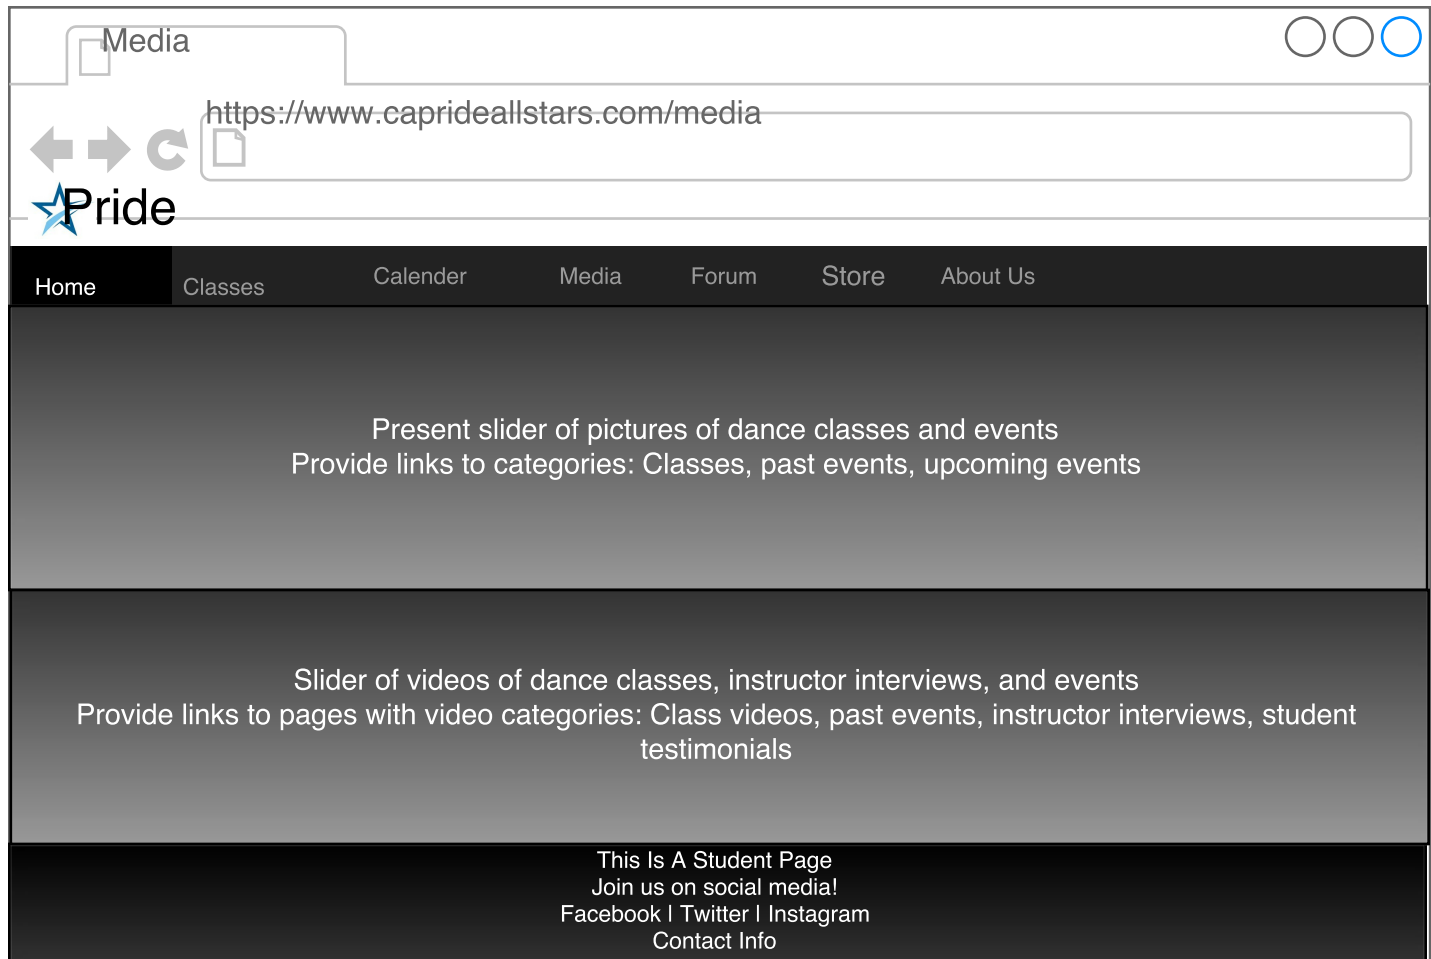 Media
https://www.caprideallstars.com/media
Pride
Home Classes Calender Media Forum Store About Us
Present slider of pictures of dance classes and events
Provide links to categories: Classes, past events, upcoming events
Slider of videos of dance classes, instructor interviews, and events
Provide links to pages with video categories: Class videos, past events, instructor interviews, student
testimonials
This Is A Student Page
Join us on social media!
Facebook | Twitter | Instagram
Contact Info